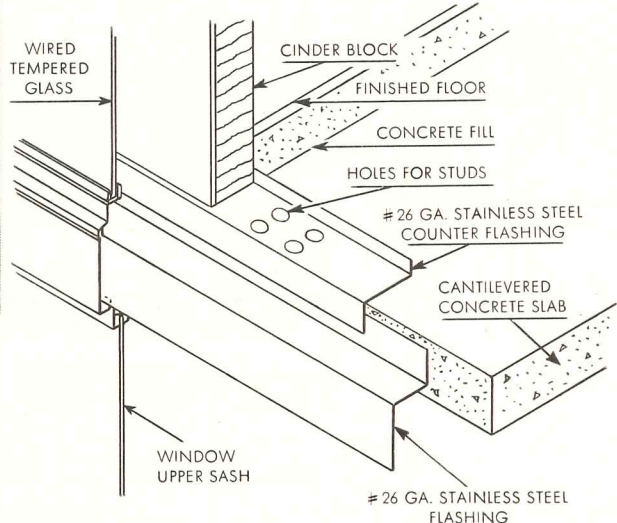 WIRED
TEMPERED
GLASS
CINDER BLOCK
FINISHED FLOOR
CONCRETE FILL
HOLES FOR STUDS
#26 GA. STAINLESS STEEL
COUNTER FLASHING
CANTILEVERED
CONCRETE SLAB
WINDOW
UPPER SASH
#26 GA. STAINLESS STEEL
FLASHING